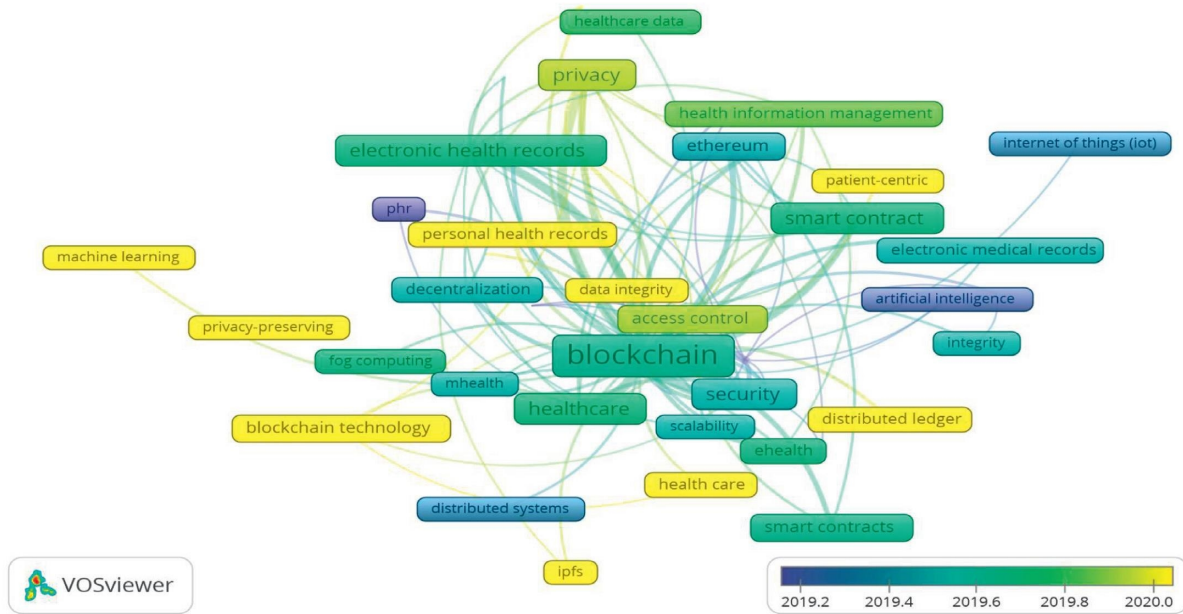 healthcare data
privacy
health information management
electronic health records
ethereum
internet of things (iot)
patient-centric
phr
smart contract
personal health records
electronic medical records
machine learning
decentralization
data integrity
artificial intelligence
access control
privacy-preserving
integrity
blockchain
fog computing
mhealth
security
healthcare
distributed ledger
blockchain technology
scalability
ehealth
health care
distributed systems
smart contracts
ipfs
VOSviewer
2019.2 2019.4 2019.6 2019.8 2020.0